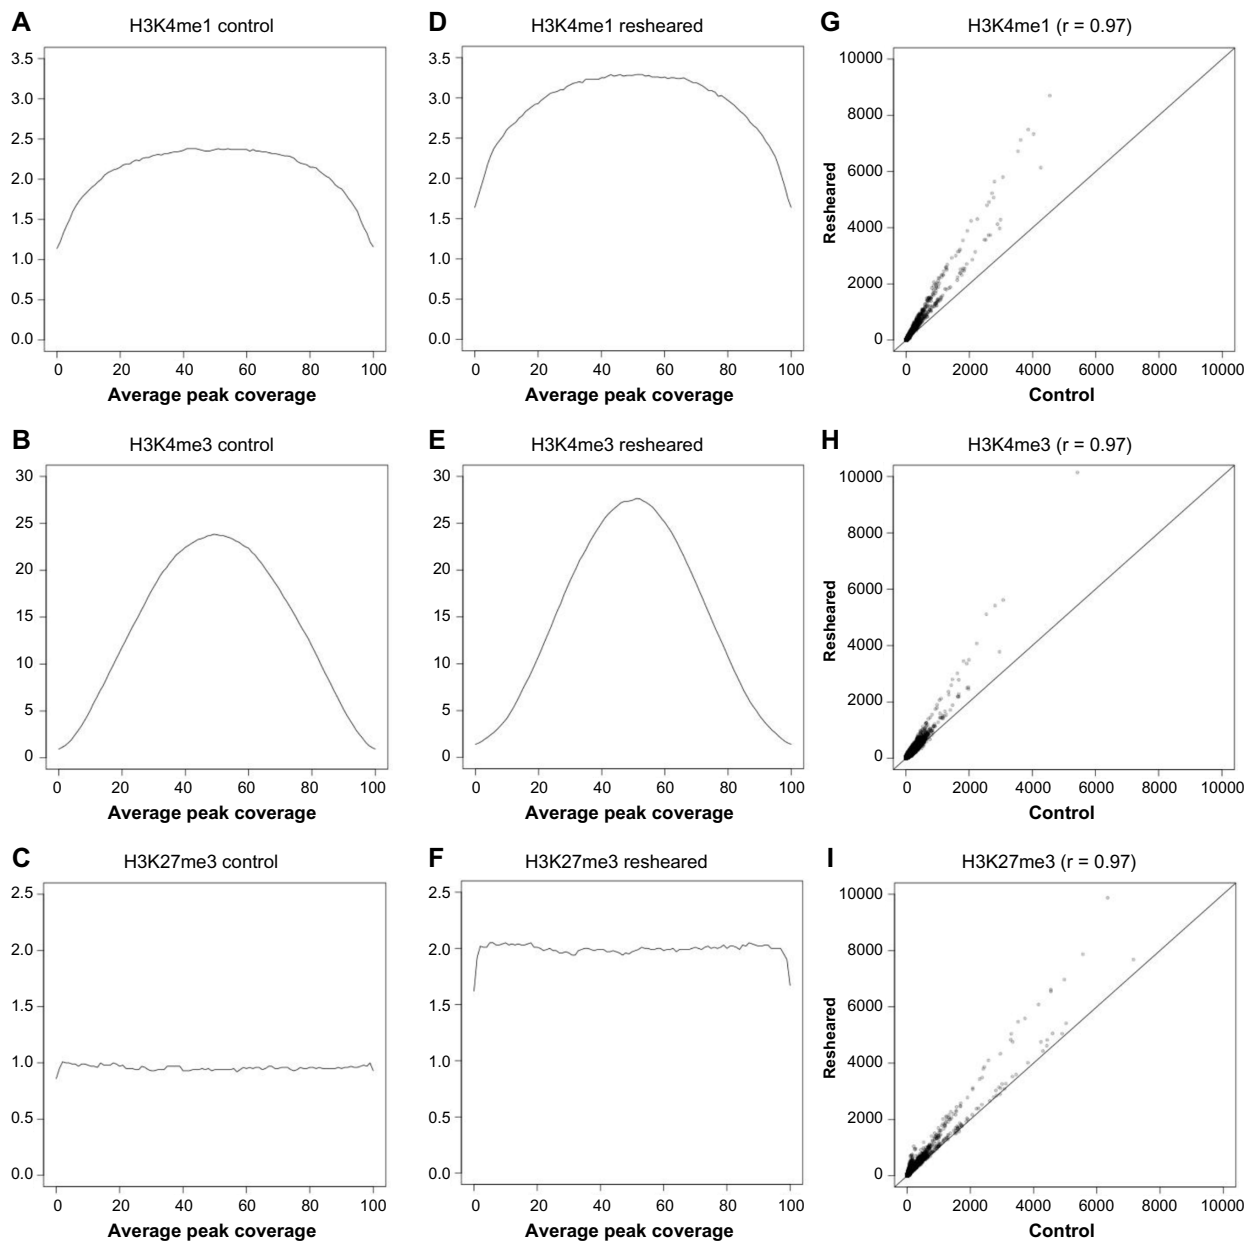 A
H3K4me1 control
3.5
3.0
2.5
2.0
1.5
1.0
0.5
0.0
0 20 40 60 80 100
Average peak coverage
D
H3K4me1 resheared
3.5
3.0
2.5
2.0
1.5
1.0
0.5
0.0
0 20 40 60 80 100
Average peak coverage
G
H3K4me1 (r = 0.97)
Resheared
10000
8000
6000
4000
2000
0
0 2000 4000 6000 8000 10000
Control
B
H3K4me3 control
30
25
20
15
10
5
0
0 20 40 60 80 100
Average peak coverage
E
H3K4me3 resheared
30
25
20
15
10
5
0
0 20 40 60 80 100
Average peak coverage
H
H3K4me3 (r = 0.97)
Resheared
10000
8000
6000
4000
2000
0
0 2000 4000 6000 8000 10000
Control
C
H3K27me3 control
2.5
2.0
1.5
1.0
0.5
0.0
0 20 40 60 80 100
Average peak coverage
F
H3K27me3 resheared
2.5
2.0
1.5
1.0
0.5
0.0
0 20 40 60 80 100
Average peak coverage
I
H3K27me3 (r = 0.97)
Resheared
10000
8000
6000
4000
2000
0
0 2000 4000 6000 8000 10000
Control